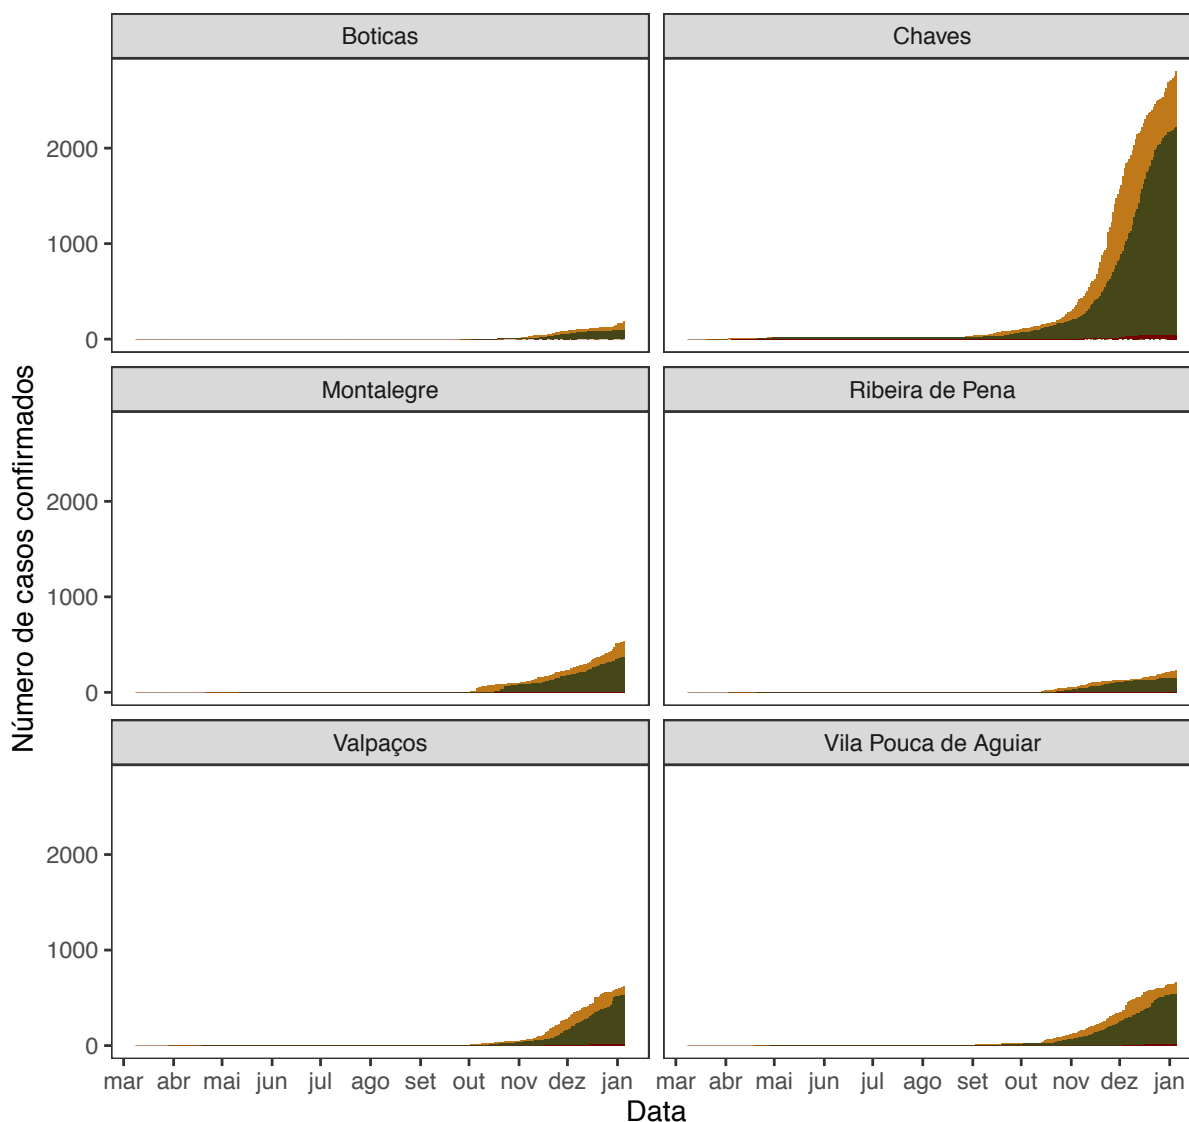 Boticas
Chaves
2000
1000
0
Montalegre
Ribeira de Pena
2000
1000
0
Valpaços
Vila Pouca de Aguiar
2000
1000
0
mar abr mai jun jul ago set out nov dez jan
mar abr mai jun jul ago set out nov dez jan
Data
Número de casos confirmados